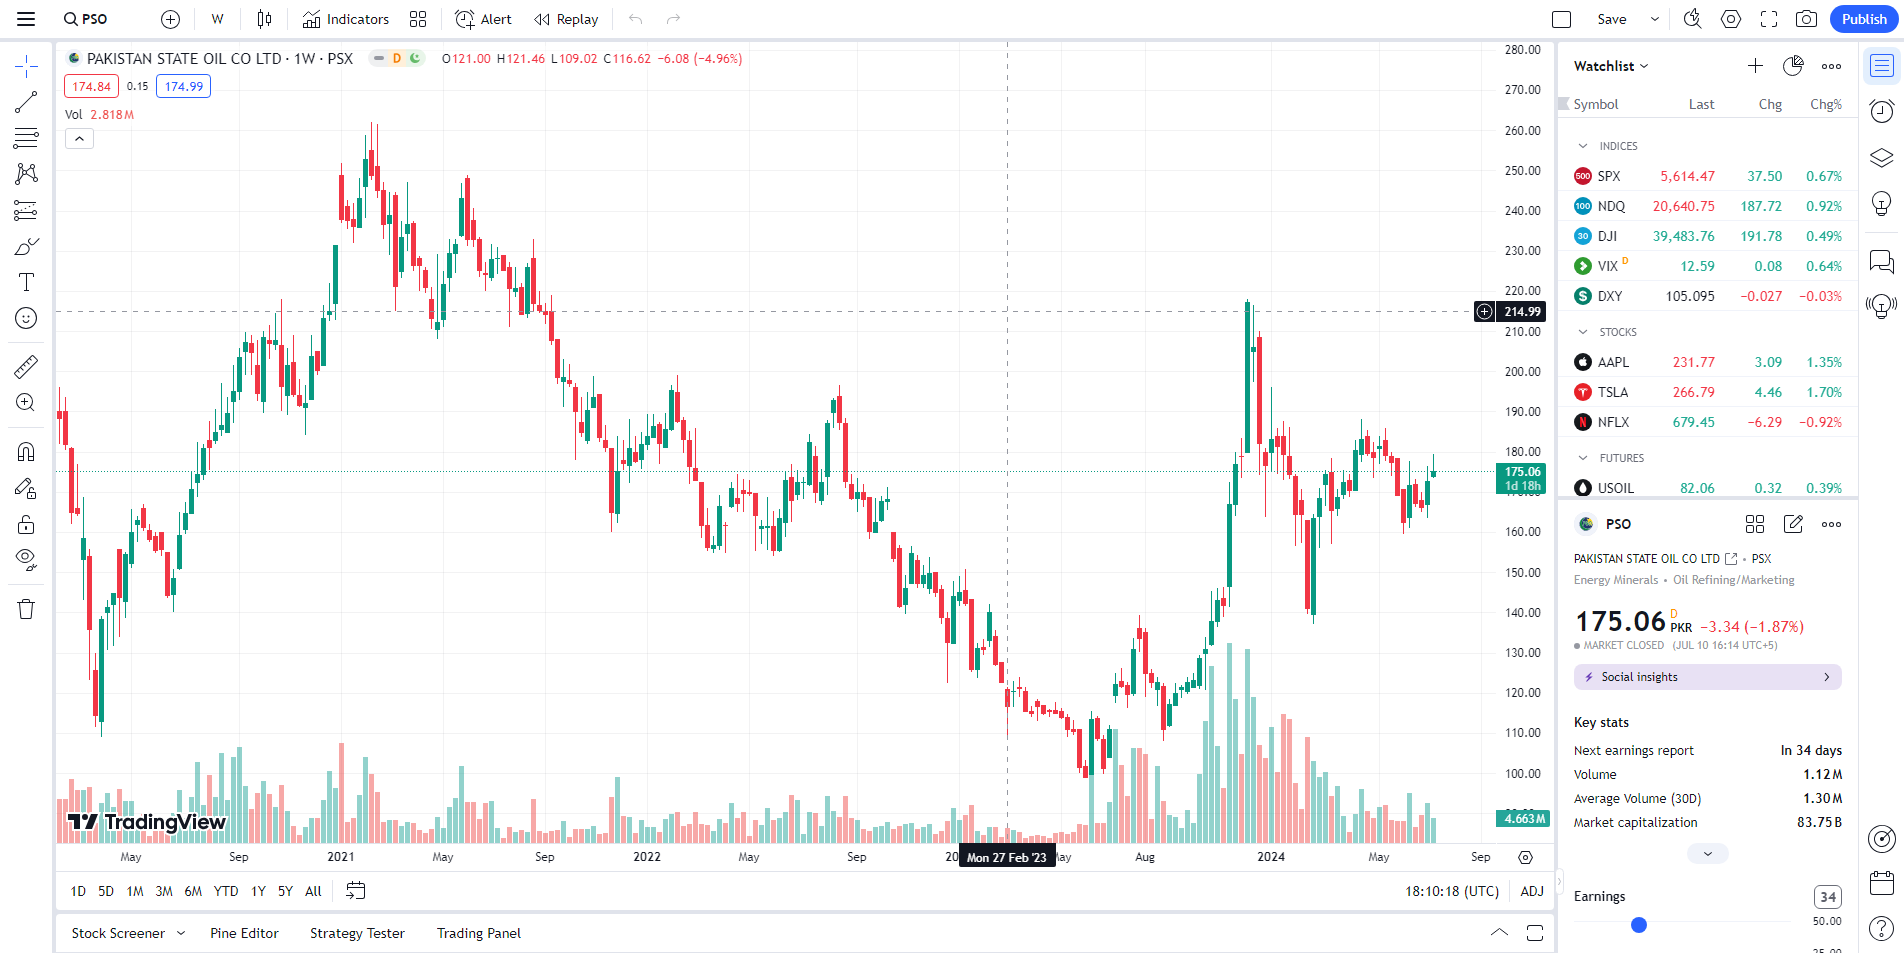 PSO W Indicators Alert Replay Save Publish
PAKISTAN STATE OIL CO LTD · 1W · PSX D O121.00 H121.46 L109.02 C116.62 −6.08 (−4.96%)
174.84 0.15 174.99
Vol 2.818M
280.00
270.00
260.00
250.00
240.00
230.00
220.00
214.99
210.00
200.00
190.00
180.00
175.06
1d 18h
160.00
150.00
140.00
130.00
120.00
110.00
100.00
4.663M
TradingView
May Sep 2021 May Sep 2022 May Sep Mon 27 Feb '23 May Aug 2024 May Sep
1D 5D 1M 3M 6M YTD 1Y 5Y All 18:10:18 (UTC) ADJ
Stock Screener Pine Editor Strategy Tester Trading Panel
Watchlist
Symbol Last Chg Chg%
INDICES
500 SPX 5,614.47 37.50 0.67%
100 NDQ 20,640.75 187.72 0.92%
30 DJI 39,483.76 191.78 0.49%
VIX D 12.59 0.08 0.64%
S DXY 105.095 −0.027 −0.03%
STOCKS
AAPL 231.77 3.09 1.35%
TSLA 266.79 4.46 1.70%
N NFLX 679.45 −6.29 −0.92%
FUTURES
USOIL 82.06 0.32 0.39%
PSO
PAKISTAN STATE OIL CO LTD • PSX
Energy Minerals • Oil Refining/Marketing
175.06 D PKR −3.34 (−1.87%)
MARKET CLOSED (JUL 10 16:14 UTC+5)
Social insights
Key stats
Next earnings report In 34 days
Volume 1.12M
Average Volume (30D) 1.30M
Market capitalization 83.75B
Earnings 34
50.00